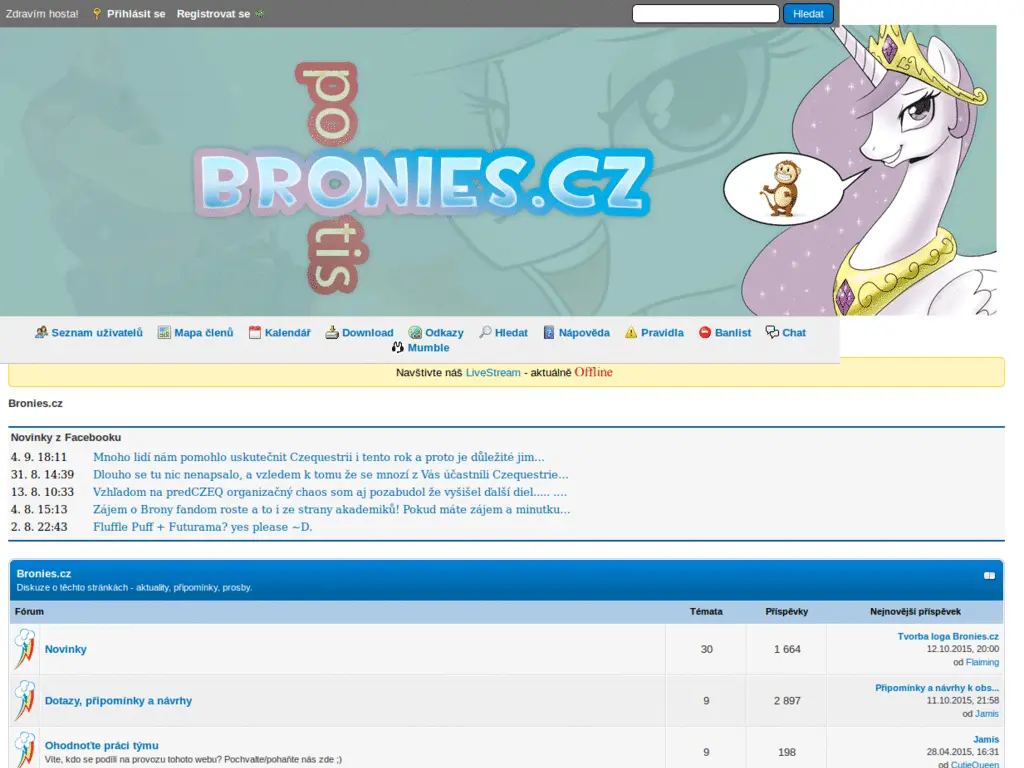 Zdravím hosta! Přihlásit se Registrovat se Hledat
po
BRONIES.CZ
tis
Seznam uživatelů Mapa členů Kalendář Download Odkazy Hledat Nápověda Pravidla Banlist Chat
Mumble
Navštivte náš LiveStream - aktuálně Offline
Bronies.cz
Novinky z Facebooku
4. 9. 18:11 Mnoho lidí nám pomohlo uskutečnit Czequestrii i tento rok a proto je důležité jim...
31. 8. 14:39 Dlouho se tu nic nenapsalo, a vzledem k tomu že se mnozí z Vás účastnili Czequestrie...
13. 8. 10:33 Vzhľadom na predCZEQ organizačný chaos som aj pozabudol že vyšišel ďalší diel..... ....
4. 8. 15:13 Zájem o Brony fandom roste a to i ze strany akademiků! Pokud máte zájem a minutku...
2. 8. 22:43 Fluffle Puff + Futurama? yes please ~D.
Bronies.cz
Diskuze o těchto stránkách - aktuality, připomínky, prosby.
Fórum Témata Příspěvky Nejnovější příspěvek
Novinky 30 1 664 Tvorba loga Bronies.cz
12.10.2015, 20:00
od Flaiming
Dotazy, připomínky a návrhy 9 2 897 Připomínky a návrhy k obs...
11.10.2015, 21:58
od Jamis
Ohodnoťte práci týmu 9 198 Jamis
Víte, kdo se podílí na provozu tohoto webu? Pochvalte/pohaňte nás zde ;) 28.04.2015, 16:31
od CutieQueen